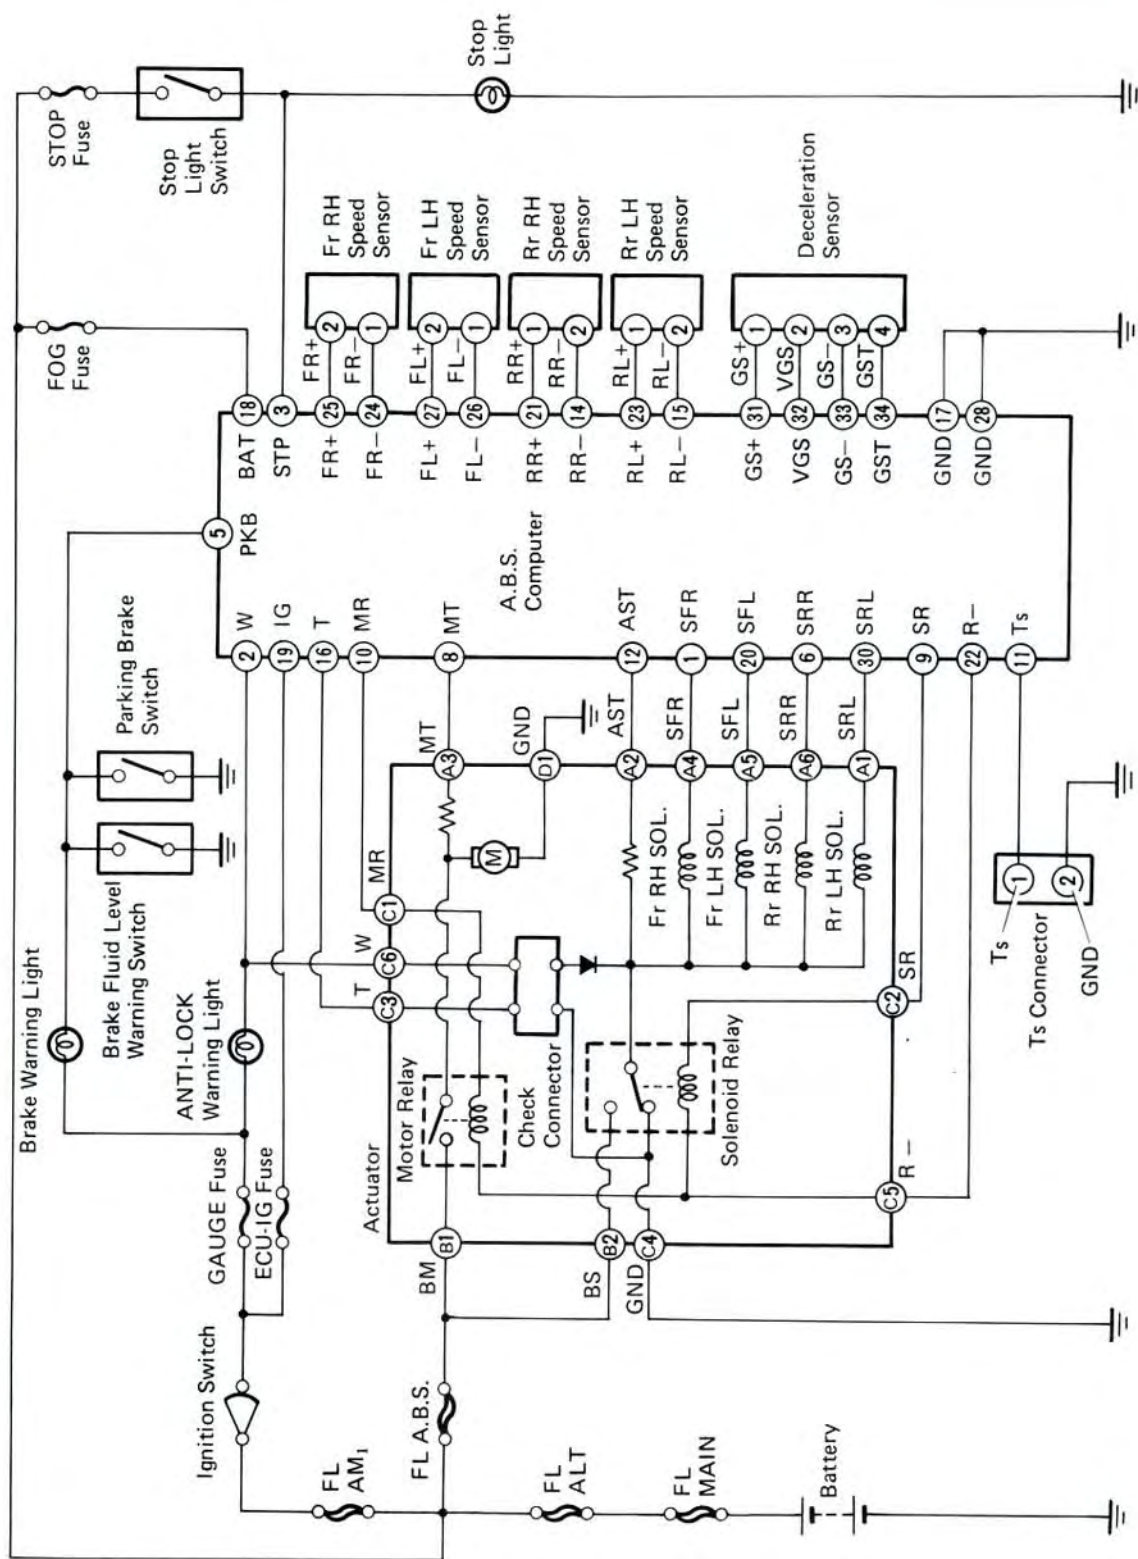 Brake Warning Light
Ignition Switch
GAUGE Fuse
ECU-IG Fuse
ANTI-LOCK
Warning Light
Brake Fluid Level
Warning Switch
Parking Brake
Switch
FOG
Fuse
STOP
Fuse
Stop
Light
Switch
Stop
Light
FL
AM1
FL A.B.S.
FL
ALT
FL
MAIN
Battery
Actuator
BM
B1
BS
B2
GND
C4
Motor Relay
Check
Connector
Solenoid Relay
T
C3
W
C6
MR
C1
MT
A3
M
GND
D1
AST
A2
Fr RH SOL.
SFR
A4
Fr LH SOL.
SFL
A5
Rr RH SOL.
SRR
A6
Rr LH SOL.
SRL
A1
SR
C2
R-
C5
A.B.S.
Computer
5
PKB
2
W
19
IG
16
T
10
MR
8
MT
12
AST
1
SFR
20
SFL
6
SRR
30
SRL
9
SR
22
R-
11
Ts
BAT
18
STP
3
FR+
25
FR+
2
FR-
24
FR-
1
Fr RH
Speed
Sensor
FL+
27
FL+
2
FL-
26
FL-
1
Fr LH
Speed
Sensor
RR+
21
RR+
1
RR-
14
RR-
2
Rr RH
Speed
Sensor
RL+
23
RL+
1
RL-
15
RL-
2
Rr LH
Speed
Sensor
GS+
31
GS+
1
VGS
32
VGS
2
GS-
33
GS-
3
GST
34
GST
4
Deceleration
Sensor
GND
17
GND
28
Ts
1
GND
2
Ts Connector